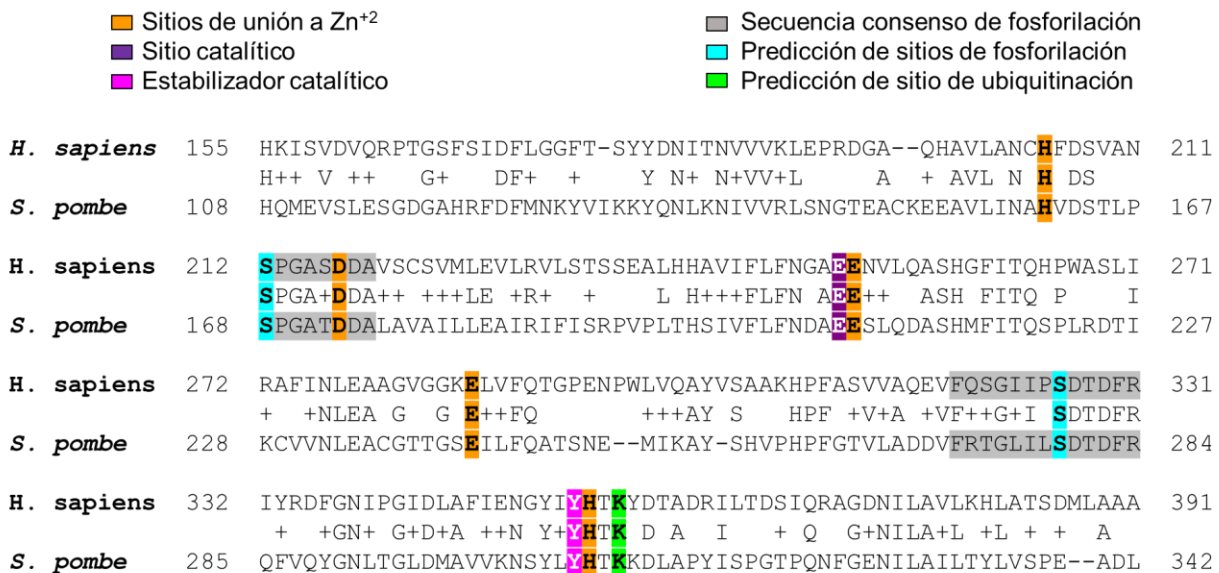 Sitios de unión a Zn+2
Sitio catalítico
Estabilizador catalítico
Secuencia consenso de fosforilación
Predicción de sitios de fosforilación
Predicción de sitio de ubiquitinación
H. sapiens 155 HKISVDVQRPTGSFSIDFLGGFT-SYYDNITNVVVKLEPRDGA--QHAVLANCHFDSVAN 211
H++ V ++ G+ DF+ + Y N+ N+VV+L A + AVL N H DS
S. pombe 108 HQMEVSLESGDGAHRFDFMNKYVIKKYQNLKNIVVRLSNGTEACKEEAVLINAHVDSTLP 167
H. sapiens 212 SPGASDDAVSCSVMLEVLRVLSTSSEALHHAVIFLFNGAEENVLQASHGFITQHPWASLI 271
SPGA+DDA++ +++LE +R+ + L H+++FLFN AEE++ ASH FITQ P I
S. pombe 168 SPGATDDALAVAILLEAIRIFISRPVPLTHSIVFLFNDAEESLQDASHMFITQSPLRDTI 227
H. sapiens 272 RAFINLEAAGVGGKELVFQTGPENPWLVQAYVSAAKHPFASVVAQEVFQSGIIPSDTDFR 331
+ +NLEA G G E++FQ +++AY S HPF +V+A +VF++G+I SDTDFR
S. pombe 228 KCVVNLEACGTTGSEILFQATSNE--MIKAY-SHVPHPFGTVLADDVFRTGLILSDTDFR 284
H. sapiens 332 IYRDFGNIPGIDLAFIENGYIYHTKYDTADRILTDSIQRAGDNILAVLKHLATSDMLAAA 391
+ +GN+ G+D+A ++N Y+YHTK D A I + Q G+NILA+L +L+ + A
S. pombe 285 QFVQYGNLTGLDMAVVKNSYLYHTKKDLAPYISPGTPQNFGENILAILTYLVSPE--ADL 342